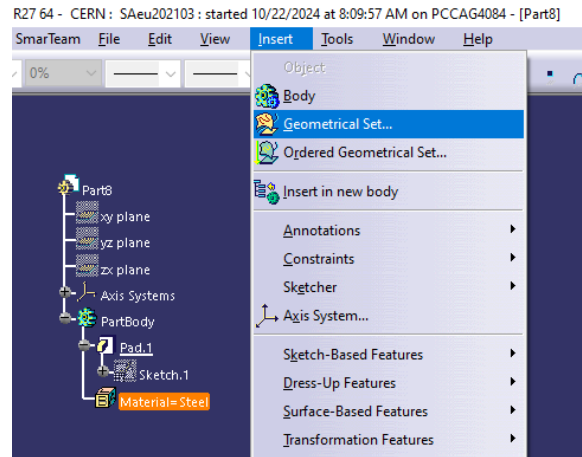 R27 64 - CERN : SAeu202103 : started 10/22/2024 at 8:09:57 AM on PCCAG4084 - [Part8]
SmarTeam File Edit View Insert Tools Window Help
0%
Object
Body
Geometrical Set...
Ordered Geometrical Set...
Insert in new body
Annotations
Constraints
Sketcher
Axis System...
Sketch-Based Features
Dress-Up Features
Surface-Based Features
Transformation Features
Part8
xy plane
yz plane
zx plane
Axis Systems
PartBody
Pad.1
Sketch.1
Material=Steel